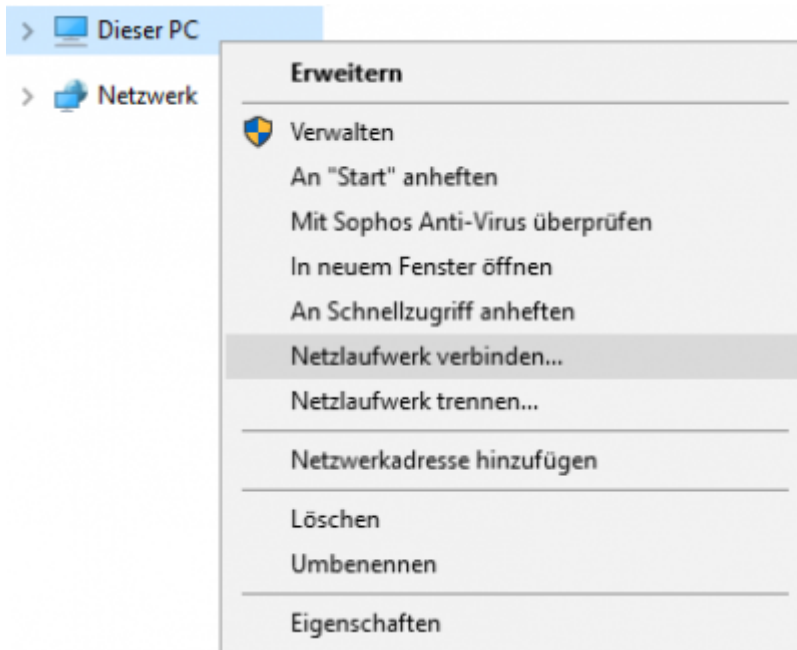 Dieser PC
Netzwerk
Erweitern
Verwalten
An "Start" anheften
Mit Sophos Anti-Virus überprüfen
In neuem Fenster öffnen
An Schnellzugriff anheften
Netzlaufwerk verbinden...
Netzlaufwerk trennen...
Netzwerkadresse hinzufügen
Löschen
Umbenennen
Eigenschaften